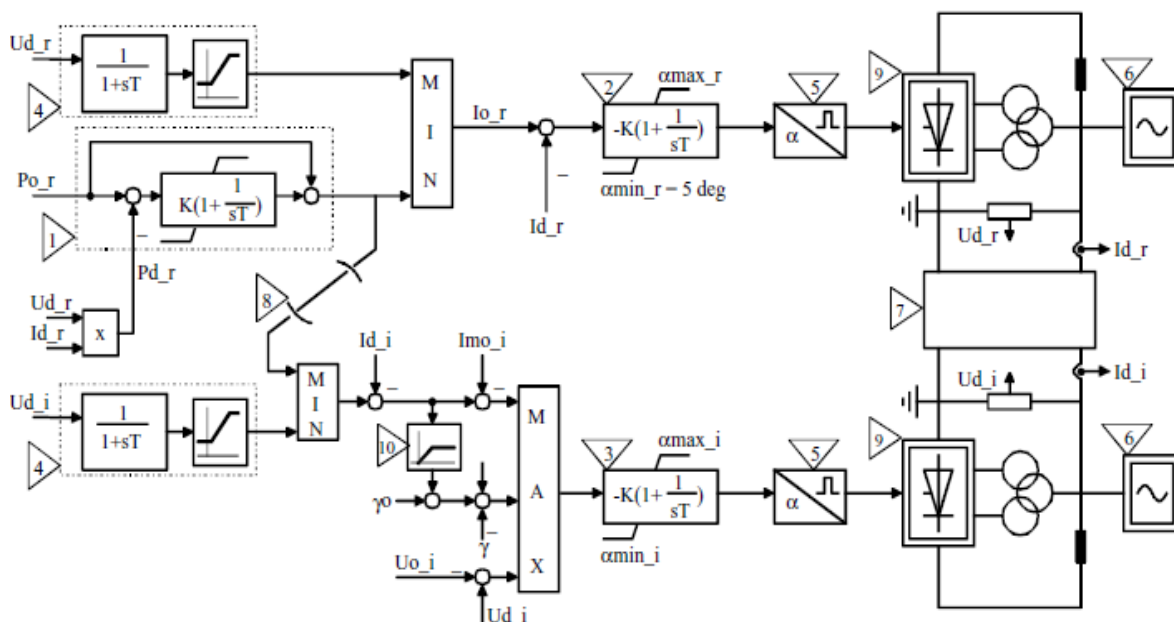 Ud_r
1
1+sT
4
M
I
N
Io_r
Id_r
2
αmax_r
-K(1+ 1
sT )
αmin_r = 5 deg
5
α
9
6
Po_r
K(1+ 1
sT )
1
Pd_r
Ud_r
Id_r
x
8
Ud_r
Id_r
7
Ud_i
1
1+sT
4
M
I
N
Id_i
Imo_i
10
γo
γ
Uo_i
Ud_i
M
A
X
3
αmax_i
-K(1+ 1
sT )
αmin_i
5
α
9
6
Ud_i
Id_i